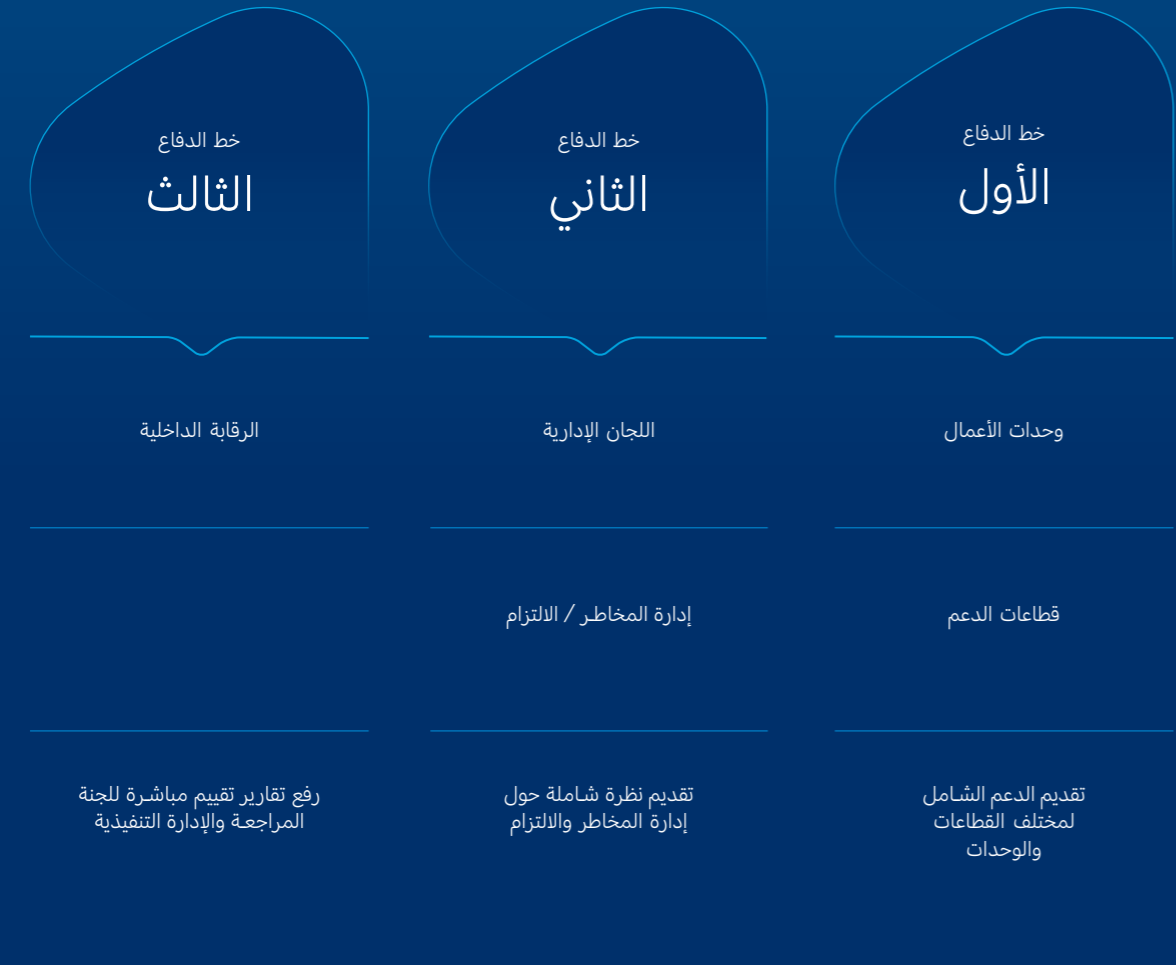 خط الدفاع
الأول
وحدات الأعمال
قطاعات الدعم
تقديم الدعم الشامل
لمختلف القطاعات
والوحدات
خط الدفاع
الثاني
اللجان الإدارية
إدارة المخاطر / الالتزام
تقديم نظرة شاملة حول
إدارة المخاطر والالتزام
خط الدفاع
الثالث
الرقابة الداخلية
رفع تقارير تقييم مباشرة للجنة
المراجعة والإدارة التنفيذية